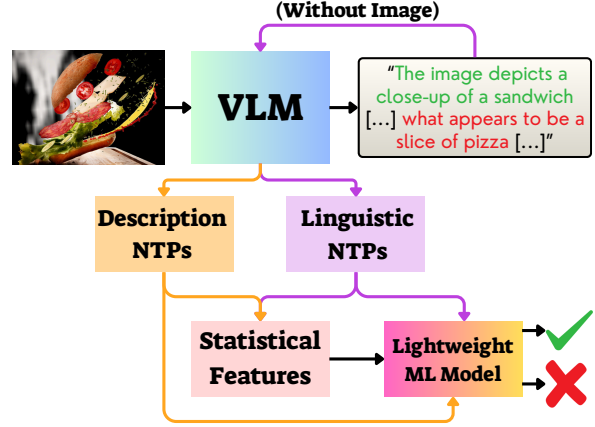 (Without Image)
VLM
“The image depicts a
close-up of a sandwich
[...] what appears to be a
slice of pizza [...]”
Description
NTPs
Linguistic
NTPs
Statistical
Features
Lightweight
ML Model